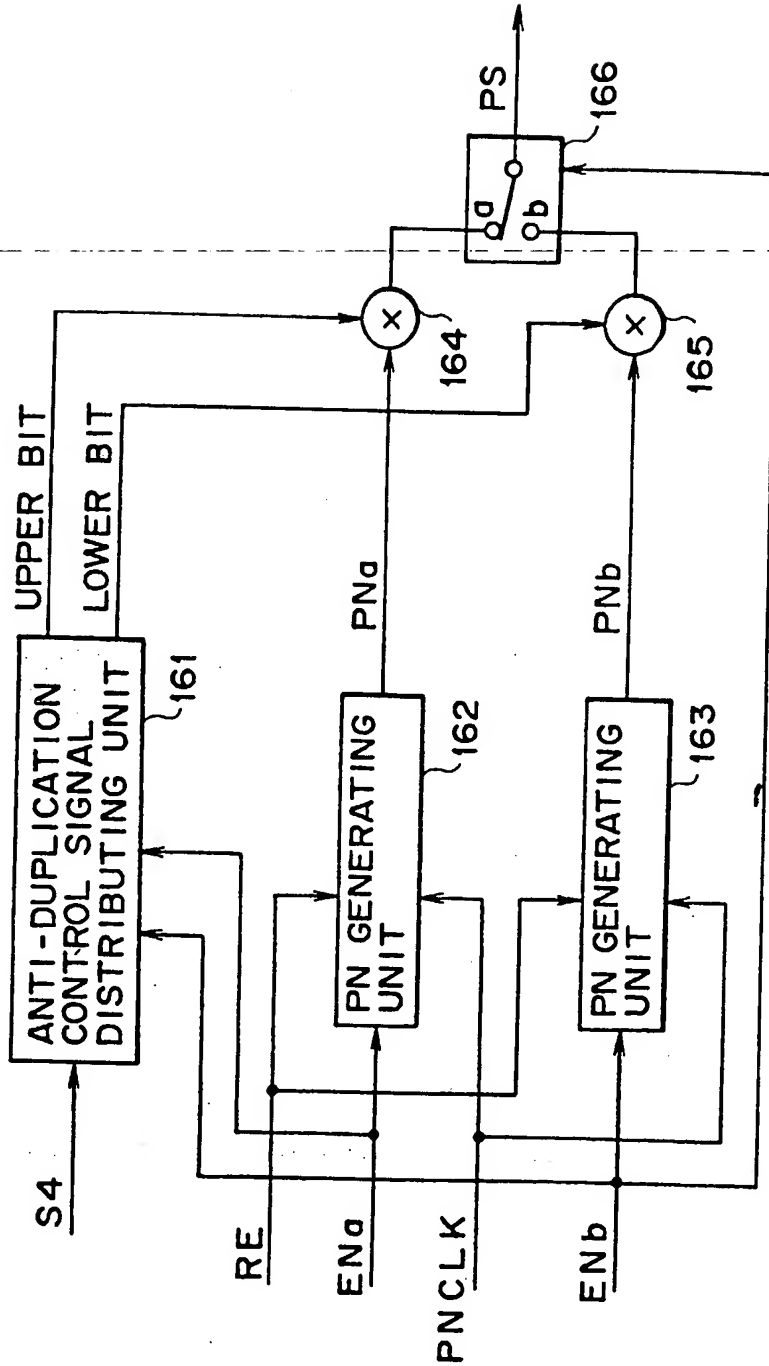 S4
ANTI-DUPLICATION
CONTROL SIGNAL
DISTRIBUTING UNIT
161
UPPER BIT
LOWER BIT
RE
ENa
PNCLK
ENb
PN GENERATING
UNIT
162
PNa
PN GENERATING
UNIT
163
PNb
×
164
×
165
a
b
166
PS